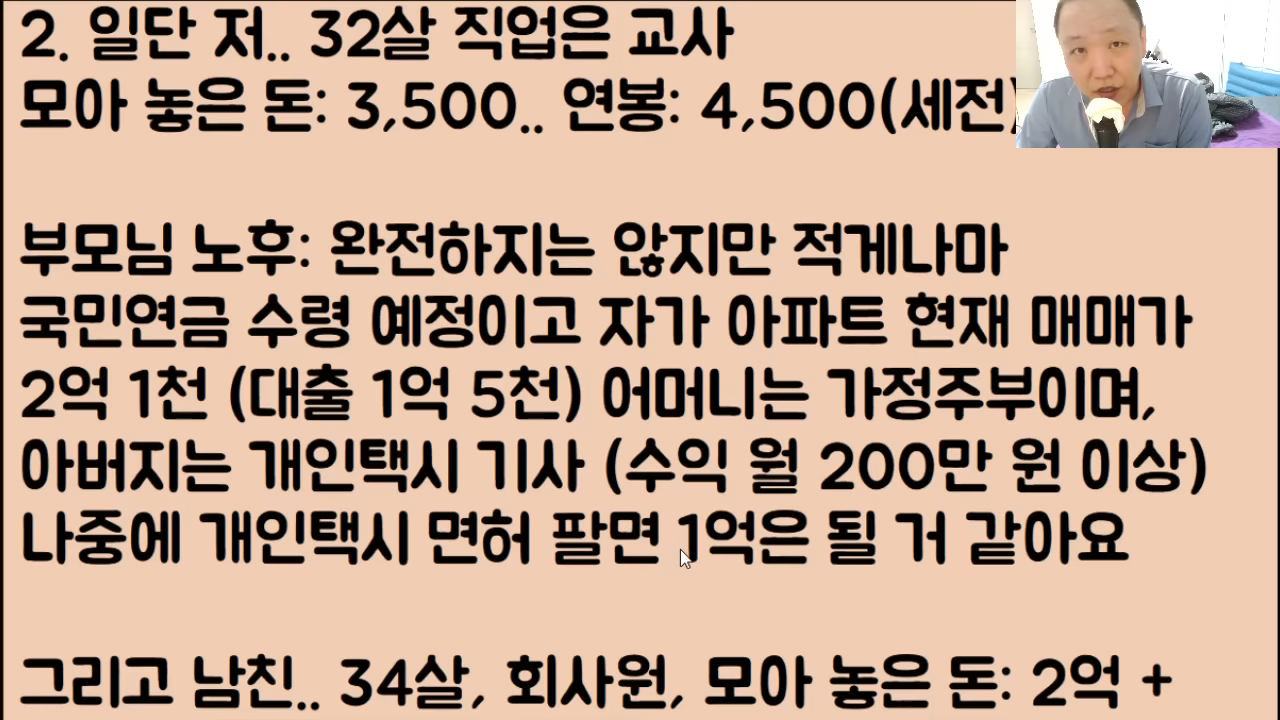 2. 일단 저.. 32살 직업은 교사
모아 놓은 돈: 3,500.. 연봉: 4,500(세전)
부모님 노후: 완전하지는 않지만 적게나마
국민연금 수령 예정이고 자가 아파트 현재 매매가
2억 1천 (대출 1억 5천) 어머니는 가정주부이며,
아버지는 개인택시 기사 (수익 월 200만 원 이상)
나중에 개인택시 면허 팔면 1억은 될 거 같아요
그리고 남친.. 34살, 회사원, 모아 놓은 돈: 2억 +